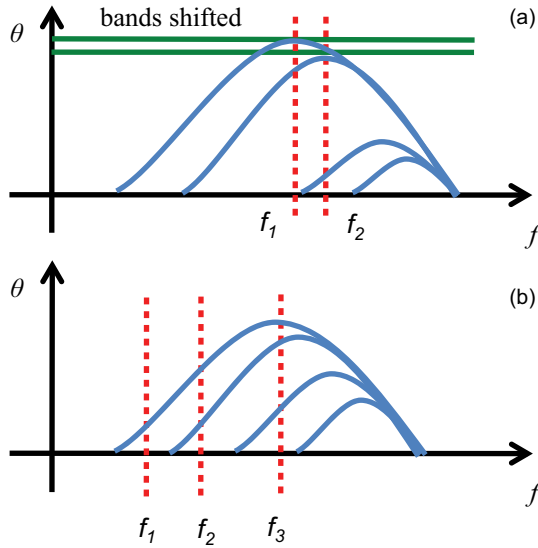 θ bands shifted (a)
f₁ f₂ f
θ (b)
f₁ f₂ f₃ f